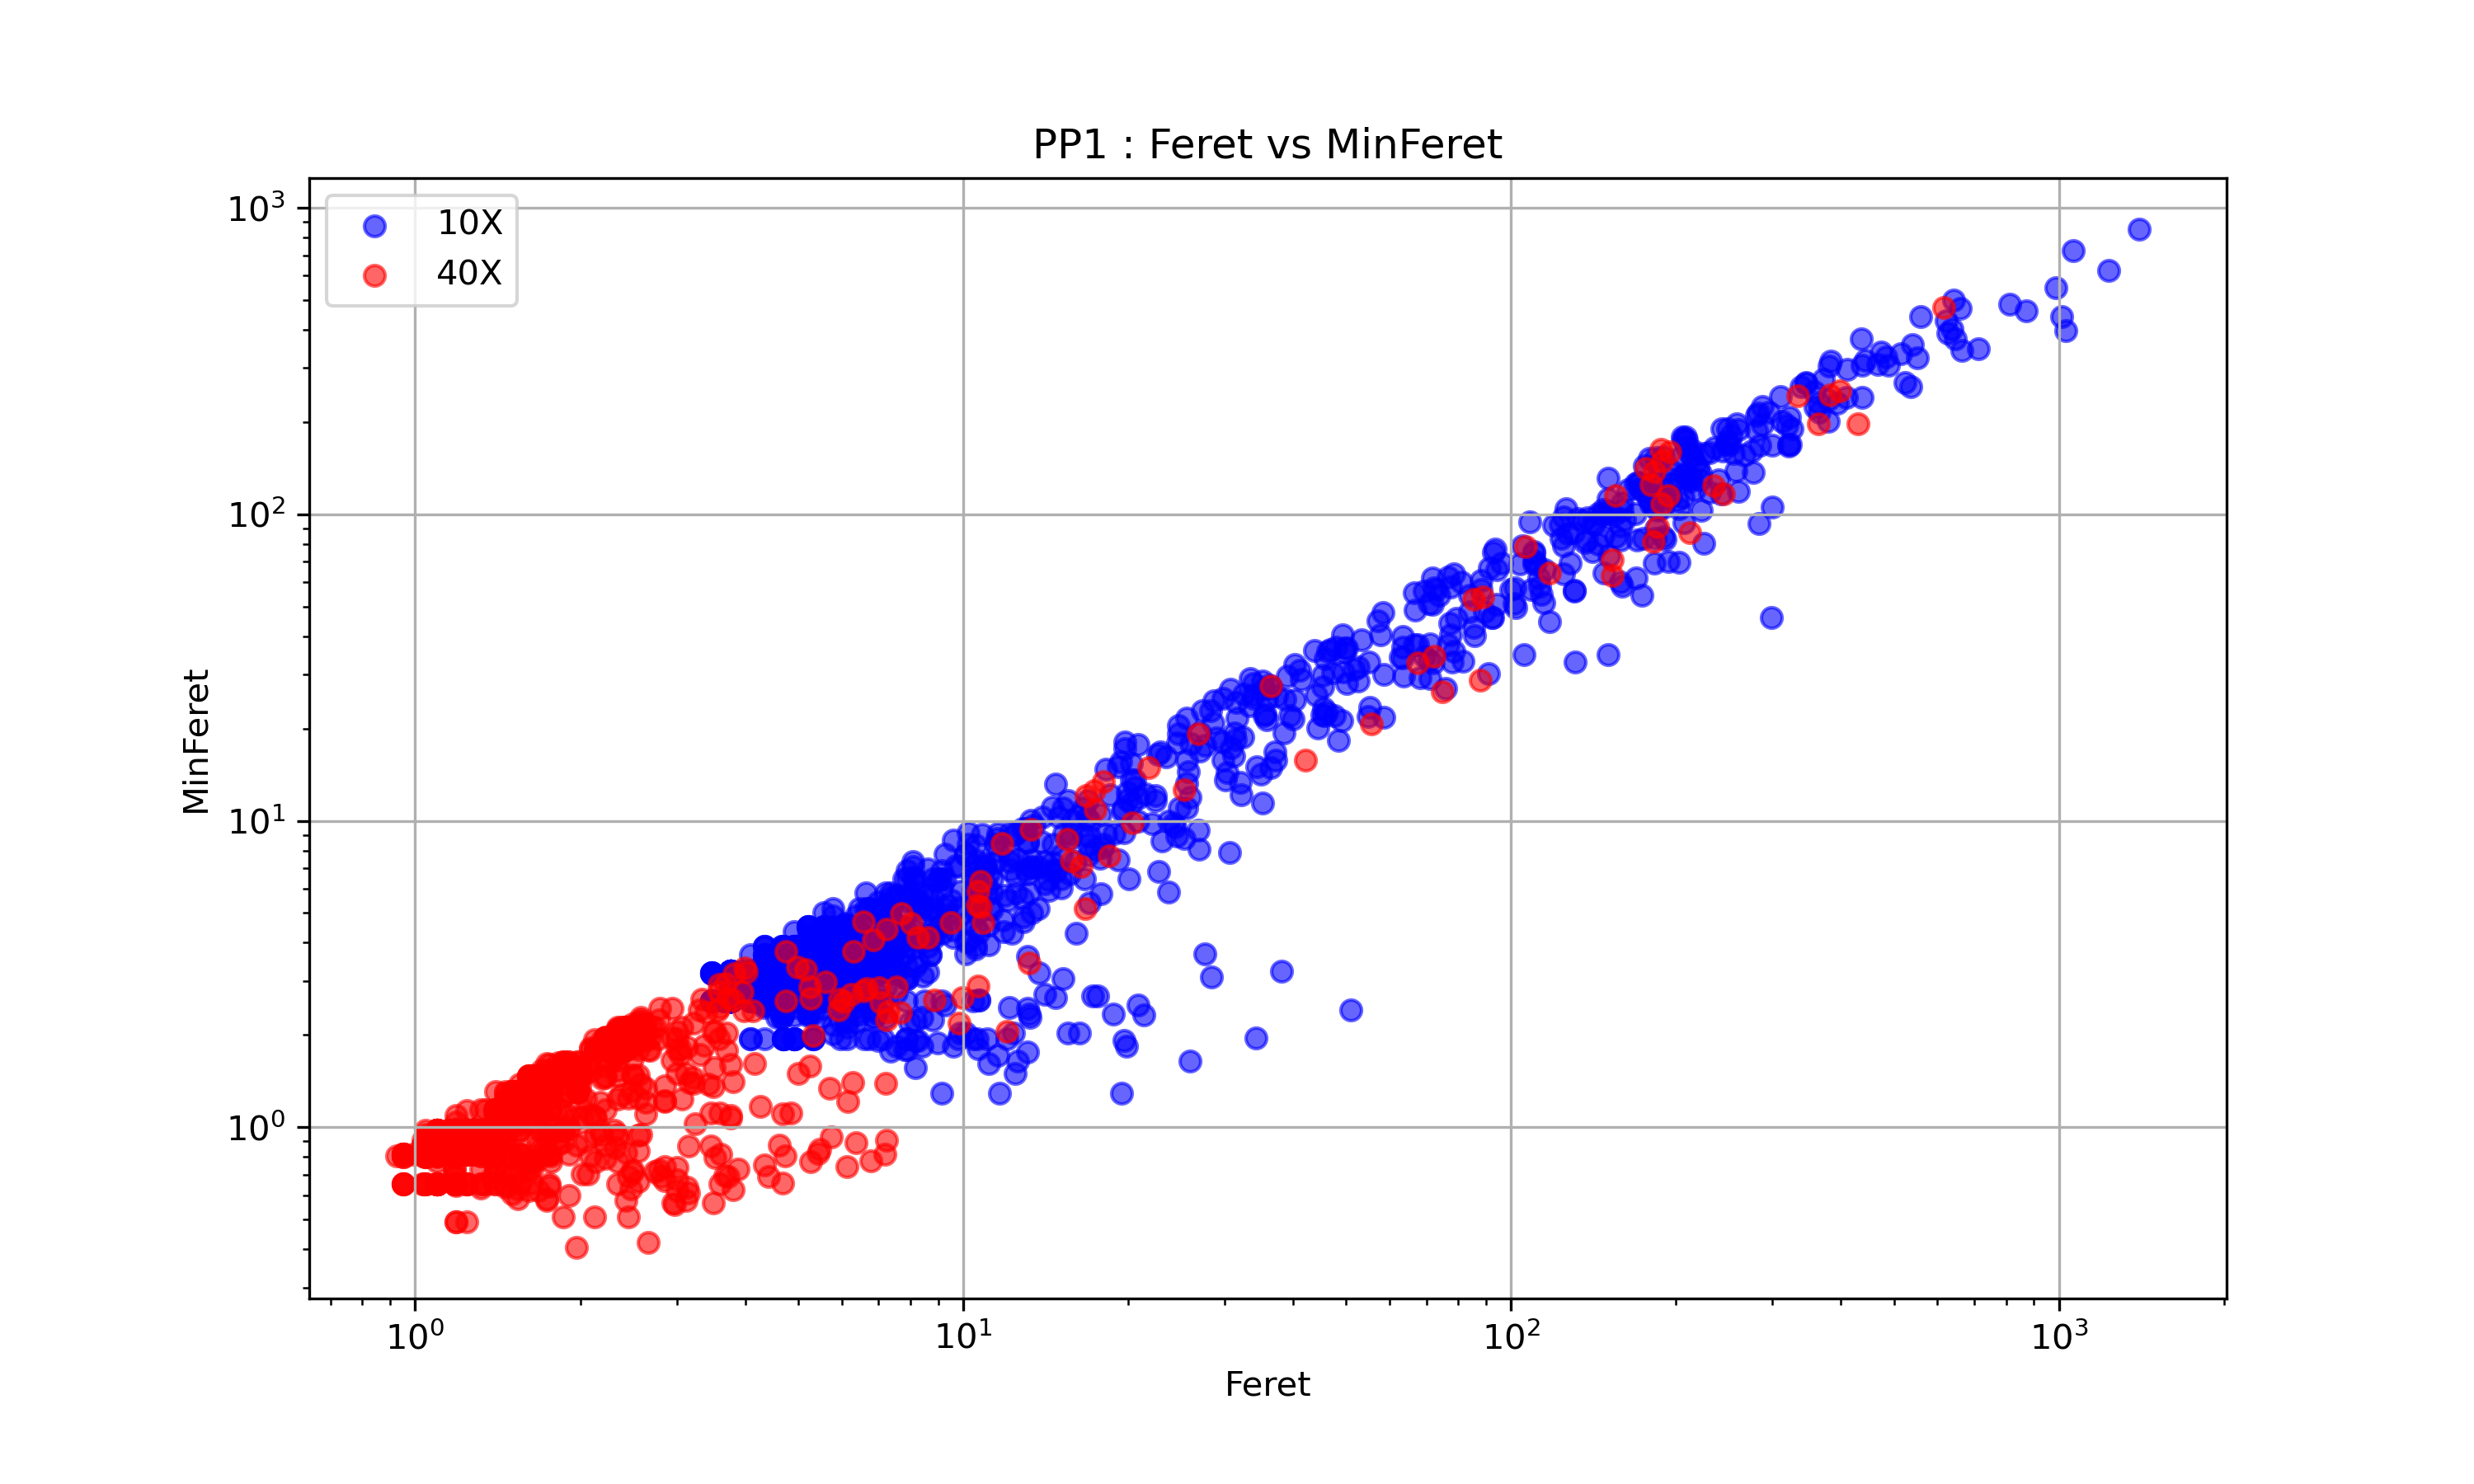 PP1 : Feret vs MinFeret
10X
40X
MinFeret
10³
10²
10¹
10⁰
10⁰ 10¹ 10² 10³
Feret